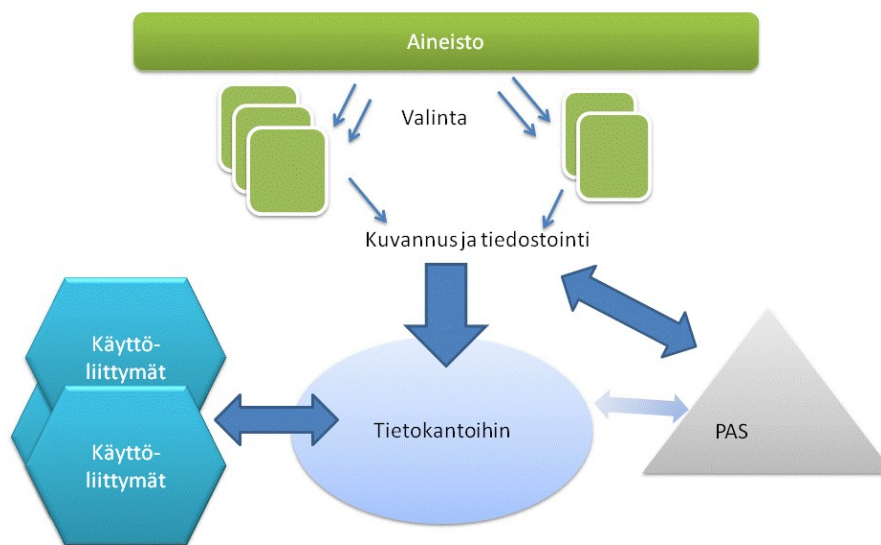 Aineisto
Valinta
Kuvannus ja tiedostointi
Käyttö-
liittymät
Käyttö-
liittymät
Tietokantoihin
PAS